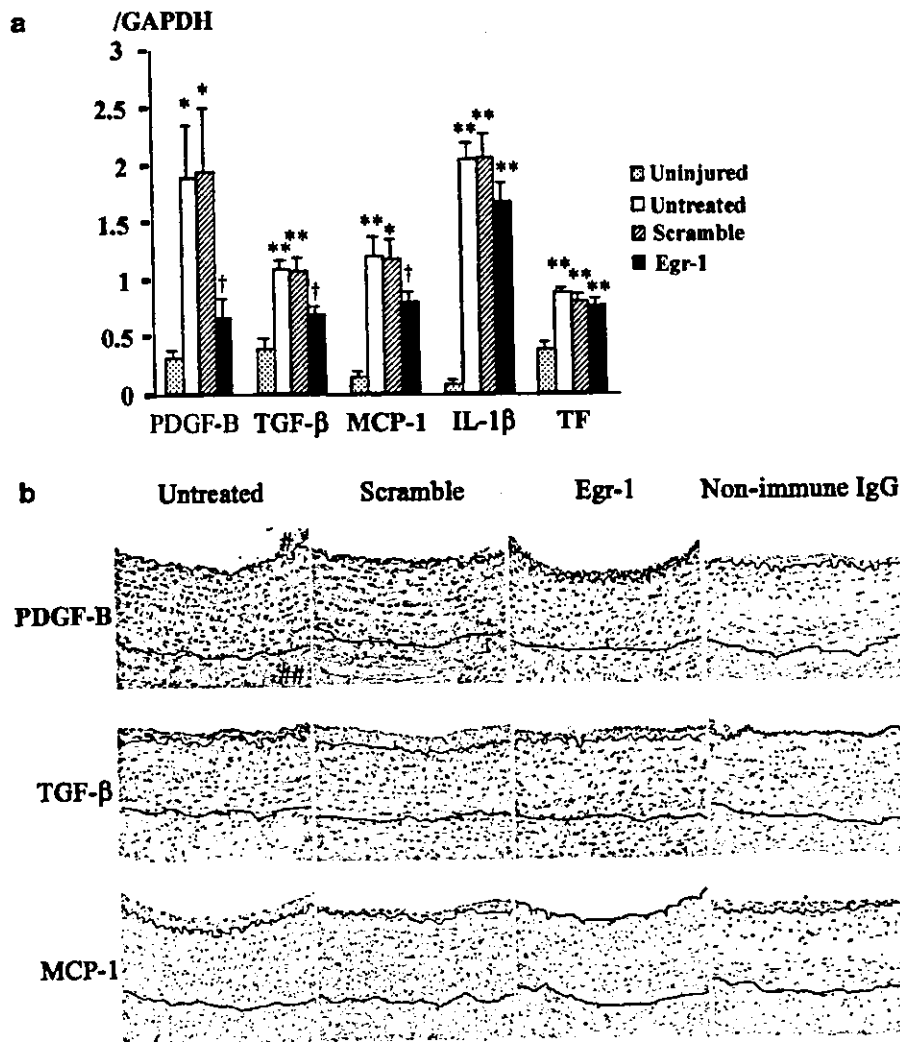 a
/GAPDH
3
2.5
2
1.5
1
0.5
0
* *
†
** **
†
** *
†
** ** **
** ** **
Uninjured
Untreated
Scramble
Egr-1
PDGF-B TGF-β MCP-1 IL-1β TF
b
Untreated Scramble Egr-1 Non-immune IgG
#
PDGF-B
##
TGF-β
MCP-1